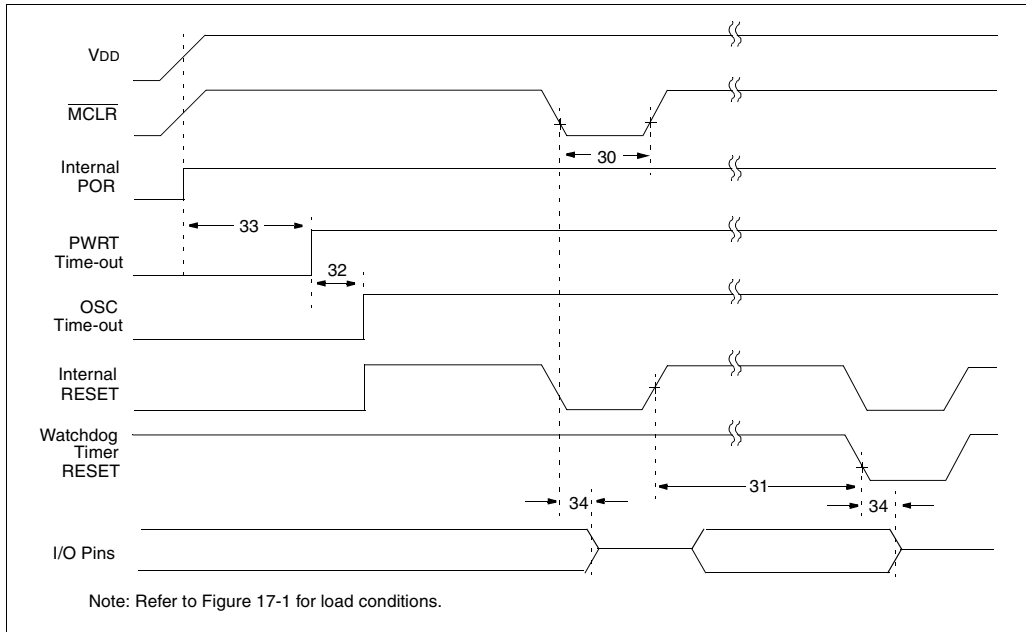 VDD
MCLR
30
Internal
POR
33
PWRT
Time-out
32
OSC
Time-out
Internal
RESET
Watchdog
Timer
RESET
31
34
34
I/O Pins
Note: Refer to Figure 17-1 for load conditions.